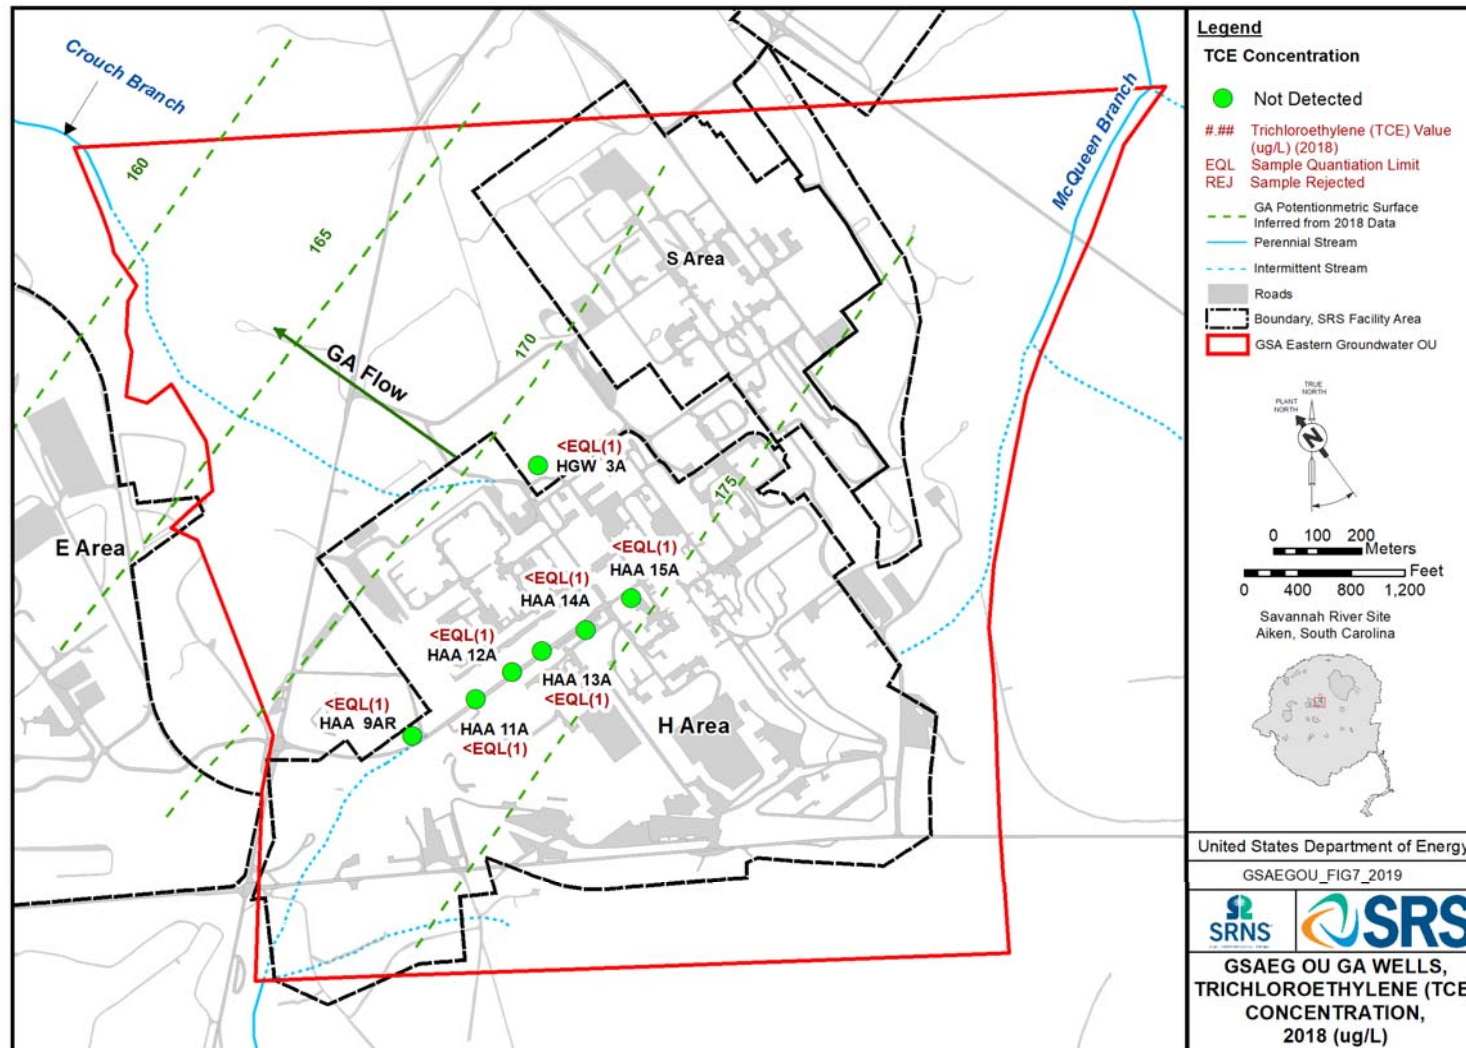 Crouch Branch
160
165
170
175
GA Flow
S Area
McQueen Branch
E Area
H Area
<EQL(1)
HGW 3A
<EQL(1)
HAA 15A
<EQL(1)
HAA 14A
<EQL(1)
HAA 12A
HAA 13A
<EQL(1)
<EQL(1)
HAA 9AR
HAA 11A
<EQL(1)
Legend
TCE Concentration
Not Detected
#.## Trichloroethylene (TCE) Value
(ug/L) (2018)
EQL Sample Quantiation Limit
REJ Sample Rejected
GA Potentionmetric Surface
Inferred from 2018 Data
Perennial Stream
Intermittent Stream
Roads
Boundary, SRS Facility Area
GSA Eastern Groundwater OU
TRUE
NORTH
PLANT
NORTH
N
0 100 200
Meters
Feet
0 400 800 1,200
Savannah River Site
Aiken, South Carolina
United States Department of Energy
GSAEGOU_FIG7_2019
SRNS
SRS
GSAEG OU GA WELLS,
TRICHLOROETHYLENE (TCE
CONCENTRATION,
2018 (ug/L)